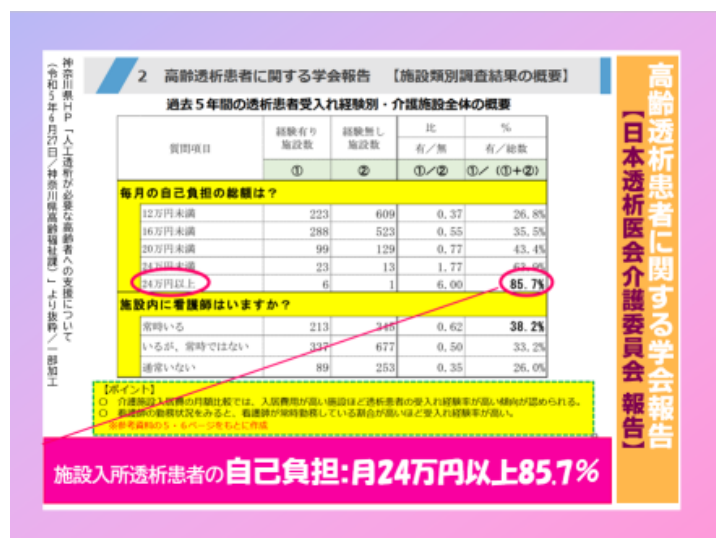 高齢透析患者に関する学会報告
【日本透析医会介護委員会 報告】
神奈川県HP「人工透析が必要な高齢者への支援について
(令和5年6月27日/神奈川県高齢福祉課)」より抜粋/一部加工
2 高齢透析患者に関する学会報告 【施設類別調査結果の概要】
過去5年間の透析患者受入れ経験別・介護施設全体の概要
質問項目 経験有り施設数 経験無し施設数 比 %
有/無 有/総数
① ② ①/② ①/(①+②)
毎月の自己負担の総額は?
12万円未満 223 609 0.37 26.8%
16万円未満 288 523 0.55 35.5%
20万円未満 99 129 0.77 43.4%
24万円未満 23 13 1.77 63.9%
24万円以上 6 1 6.00 85.7%
施設内に看護師はいますか?
常時いる 213 345 0.62 38.2%
いるが、常時ではない 337 677 0.50 33.2%
通常いない 89 253 0.35 26.0%
【ポイント】
○ 介護施設入居費の月額比較では、入居費用が高い施設ほど透析患者の受入れ経験率が高い傾向が認められる。
○ 看護師の勤務状況をみると、看護師が常時勤務している割合が高いほど受入れ経験率が高い。
※参考資料の5・6ページをもとに作成
施設入所透析患者の自己負担:月24万円以上85.7%